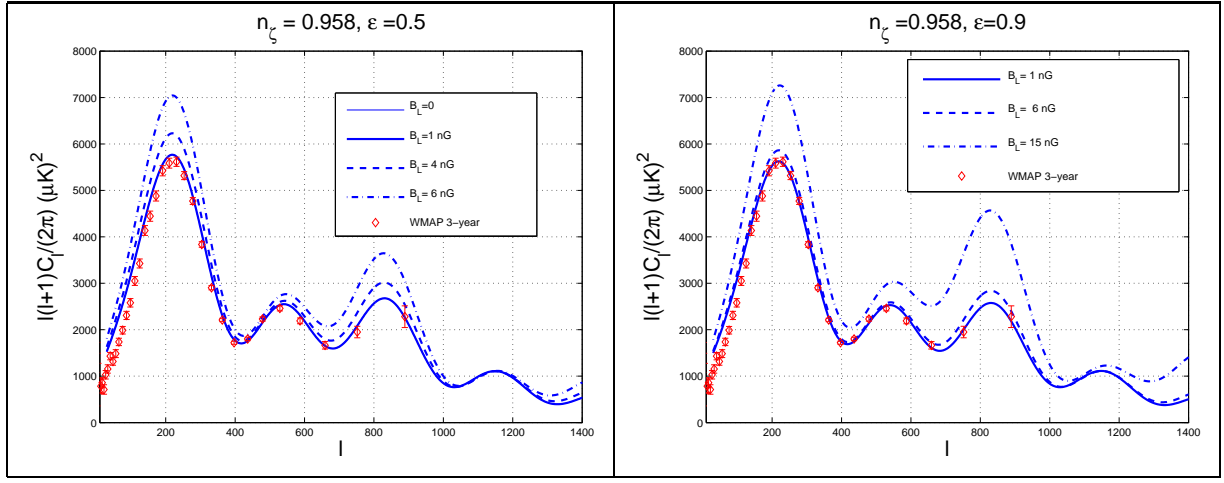 n_ζ = 0.958, ε =0.5
l(l+1)C_l/(2π) (μK)^2
8000
7000
6000
5000
4000
3000
2000
1000
0
B_L=0
B_L=1 nG
B_L= 4 nG
B_L= 6 nG
WMAP 3−year
200
400
600
800
1000
1200
1400
l
n_ζ = 0.958, ε=0.9
l(l+1)C_l/(2π) (μK)^2
8000
7000
6000
5000
4000
3000
2000
1000
0
B_L= 1 nG
B_L= 6 nG
B_L= 15 nG
WMAP 3−year
200
400
600
800
1000
1200
1400
l